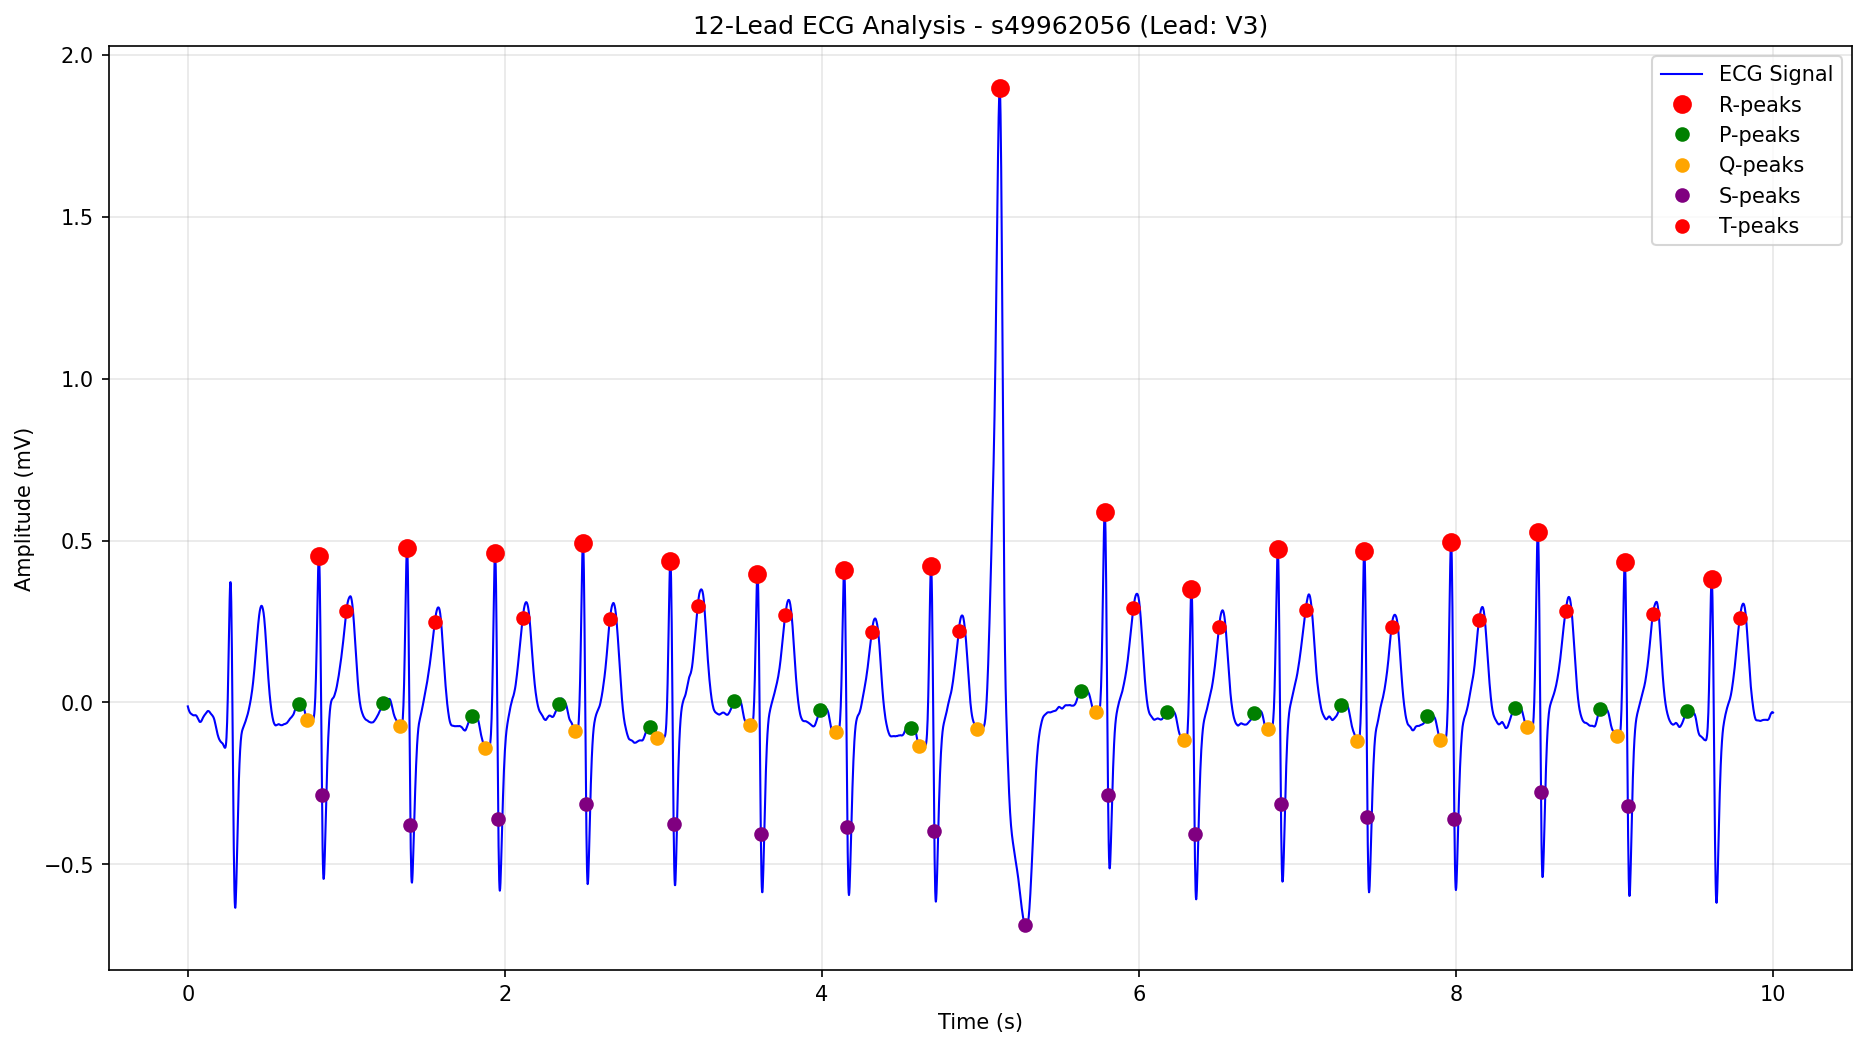 12-Lead ECG Analysis - s49962056 (Lead: V3)
ECG Signal
R-peaks
P-peaks
Q-peaks
S-peaks
T-peaks
Amplitude (mV)
2.0
1.5
1.0
0.5
0.0
−0.5
0 2 4 6 8 10
Time (s)